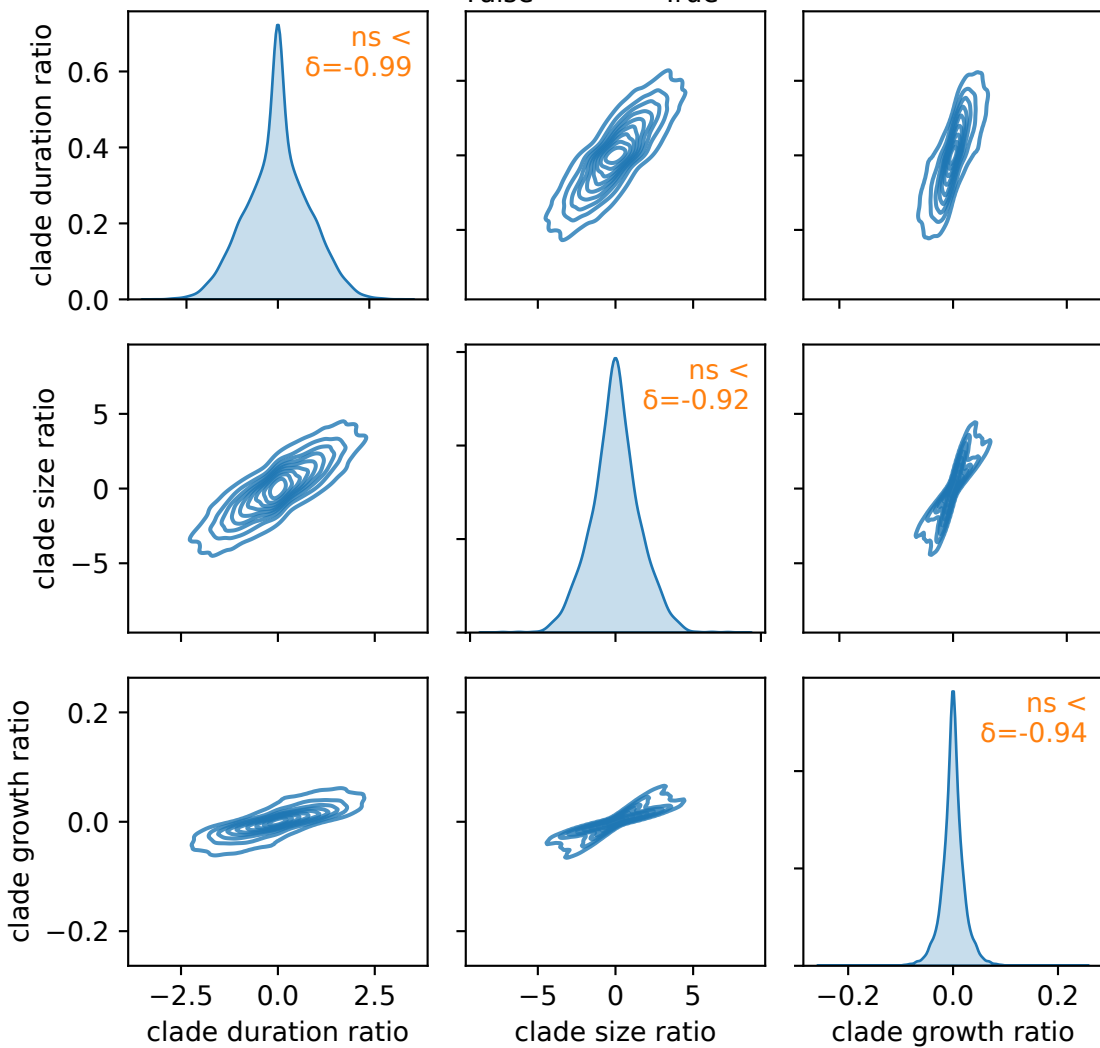 clade duration ratio
0.6
0.4
0.2
0.0
ns <
δ=-0.99
clade size ratio
5
0
−5
ns <
δ=-0.92
clade growth ratio
0.2
0.0
−0.2
ns <
δ=-0.94
−2.5 0.0 2.5
−5 0 5
−0.2 0.0 0.2
clade duration ratio
clade size ratio
clade growth ratio